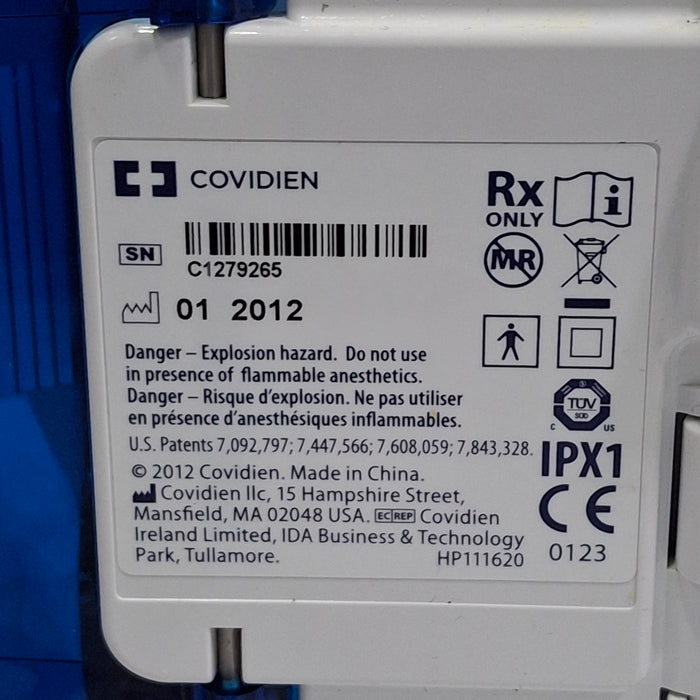 COVIDIEN
Rx
ONLY
i
SN
C1279265
MR
01 2012
Danger – Explosion hazard. Do not use
in presence of flammable anesthetics.
Danger – Risque d'explosion. Ne pas utiliser
en présence d'anesthésiques inflammables.
TÜV
SÜD
C US
U.S. Patents 7,092,797; 7,447,566; 7,608,059; 7,843,328.
IPX1
© 2012 Covidien. Made in China.
Covidien llc, 15 Hampshire Street,
Mansfield, MA 02048 USA. EC REP Covidien
Ireland Limited, IDA Business & Technology
Park, Tullamore.
HP111620
CE
0123